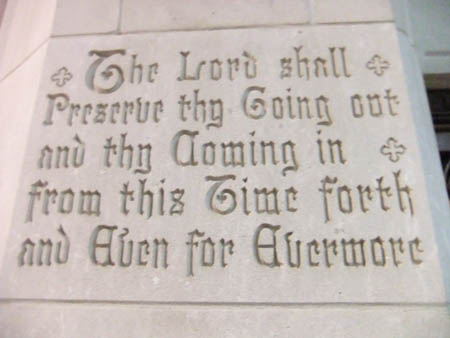 The Lord shall
Preserve thy Going out
and thy Coming in
from this Time forth
and Even for Evermore